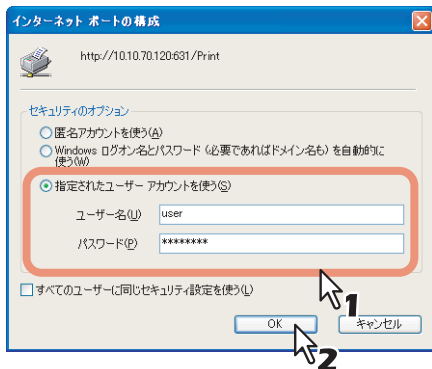 インターネット ポートの構成
http://10.10.70.120:631/Print
セキュリティのオプション
匿名アカウントを使う(A)
Windows ログオン名とパスワード (必要であればドメイン名も) を自動的に
使う(W)
指定されたユーザー アカウントを使う(S)
ユーザー名(U) user
パスワード(P) ********
すべてのユーザーに同じセキュリティ設定を使う(L)
1
OK キャンセル
2